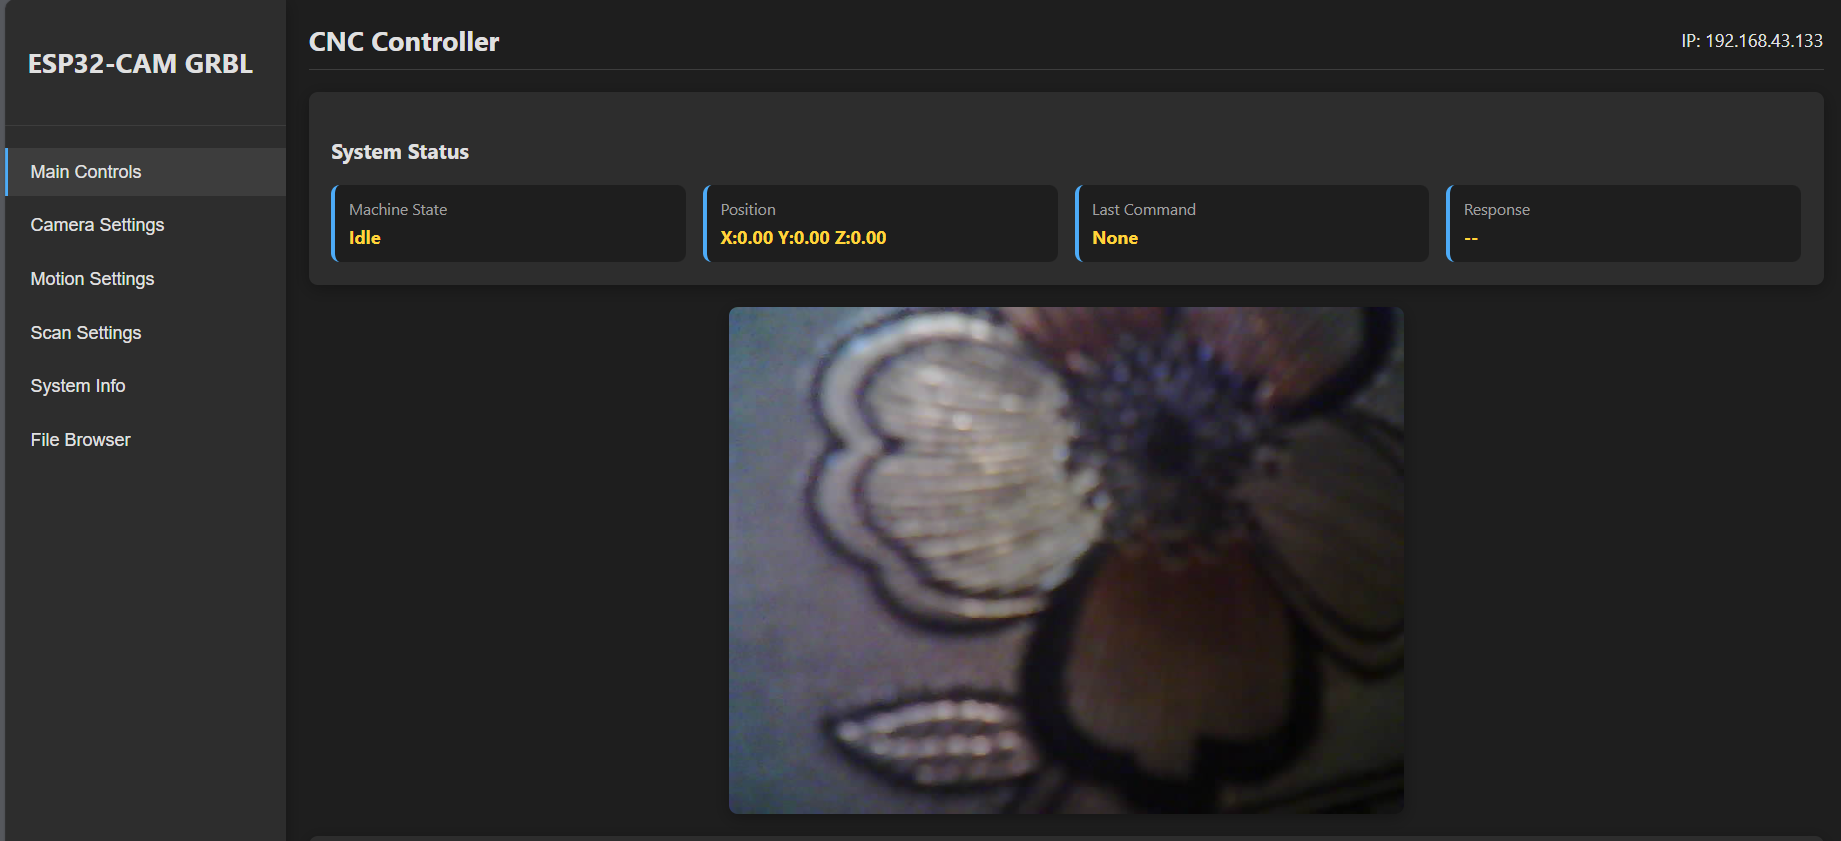 ESP32-CAM GRBL
Main Controls
Camera Settings
Motion Settings
Scan Settings
System Info
File Browser
CNC Controller
IP: 192.168.43.133
System Status
Machine State
Idle
Position
X:0.00 Y:0.00 Z:0.00
Last Command
None
Response
--